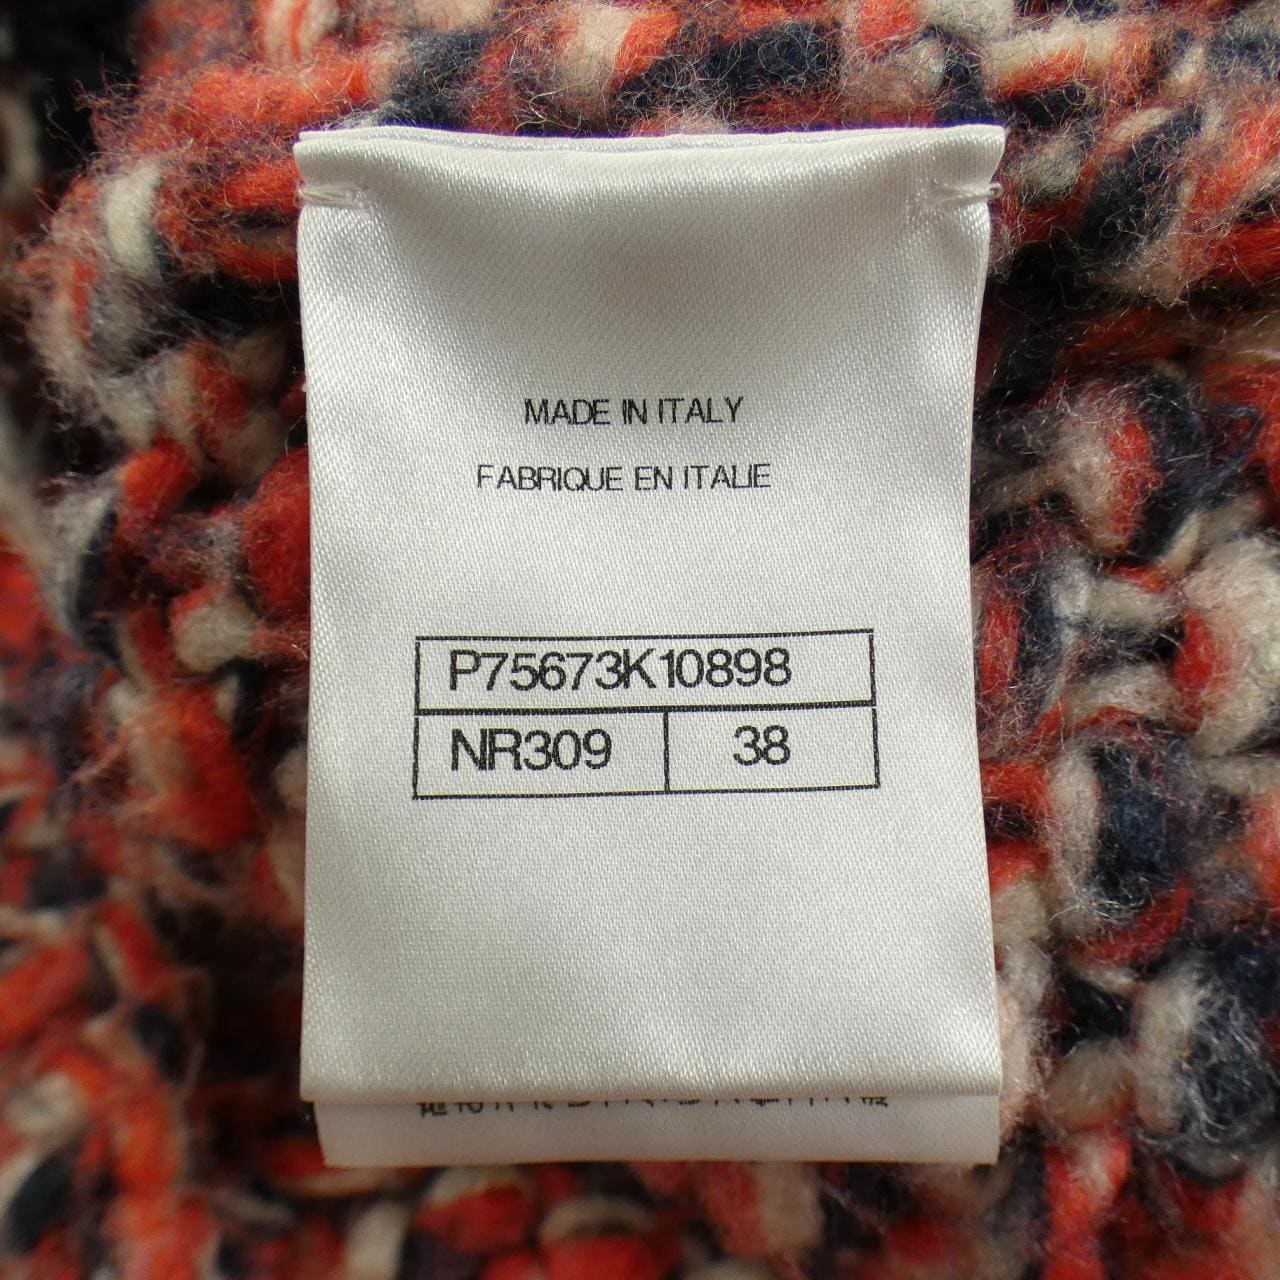 MADE IN ITALY
FABRIQUE EN ITALIE
P75673K10898
NR309 38